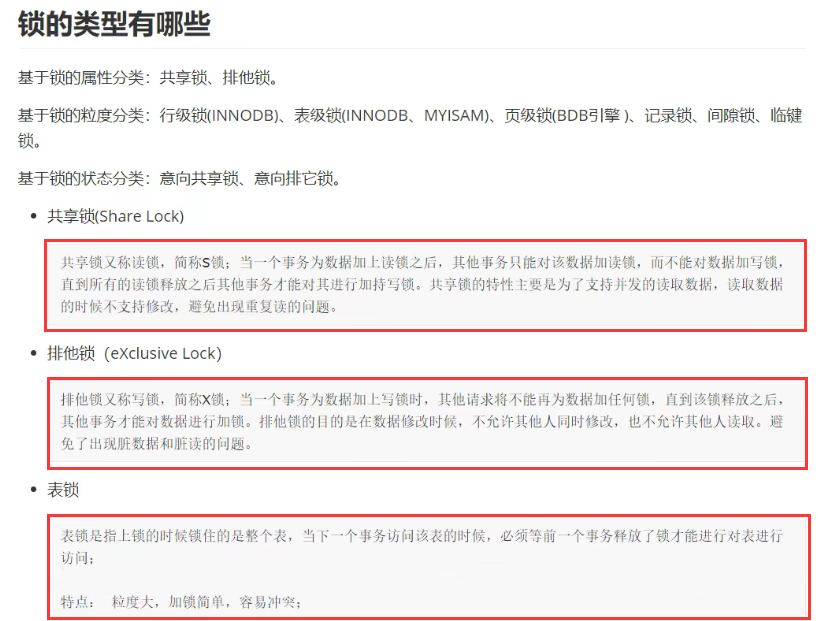 锁的类型有哪些
基于锁的属性分类：共享锁、排他锁。
基于锁的粒度分类：行级锁(INNODB)、表级锁(INNODB、MYISAM)、页级锁(BDB引擎 )、记录锁、间隙锁、临键
锁。
基于锁的状态分类：意向共享锁、意向排它锁。
• 共享锁(Share Lock)
共享锁又称读锁，简称S锁；当一个事务为数据加上读锁之后，其他事务只能对该数据加读锁，而不能对数据加写锁，
直到所有的读锁释放之后其他事务才能对其进行加持写锁。共享锁的特性主要是为了支持并发的读取数据，读取数据
的时候不支持修改，避免出现重复读的问题。
• 排他锁（eXclusive Lock）
排他锁又称写锁，简称X锁；当一个事务为数据加上写锁时，其他请求将不能再为数据加任何锁，直到该锁释放之后，
其他事务才能对数据进行加锁。排他锁的目的是在数据修改时候，不允许其他人同时修改，也不允许其他人读取。避
免了出现脏数据和脏读的问题。
• 表锁
表锁是指上锁的时候锁住的是整个表，当下一个事务访问该表的时候，必须等前一个事务释放了锁才能进行对表进行
访问；
特点： 粒度大，加锁简单，容易冲突；